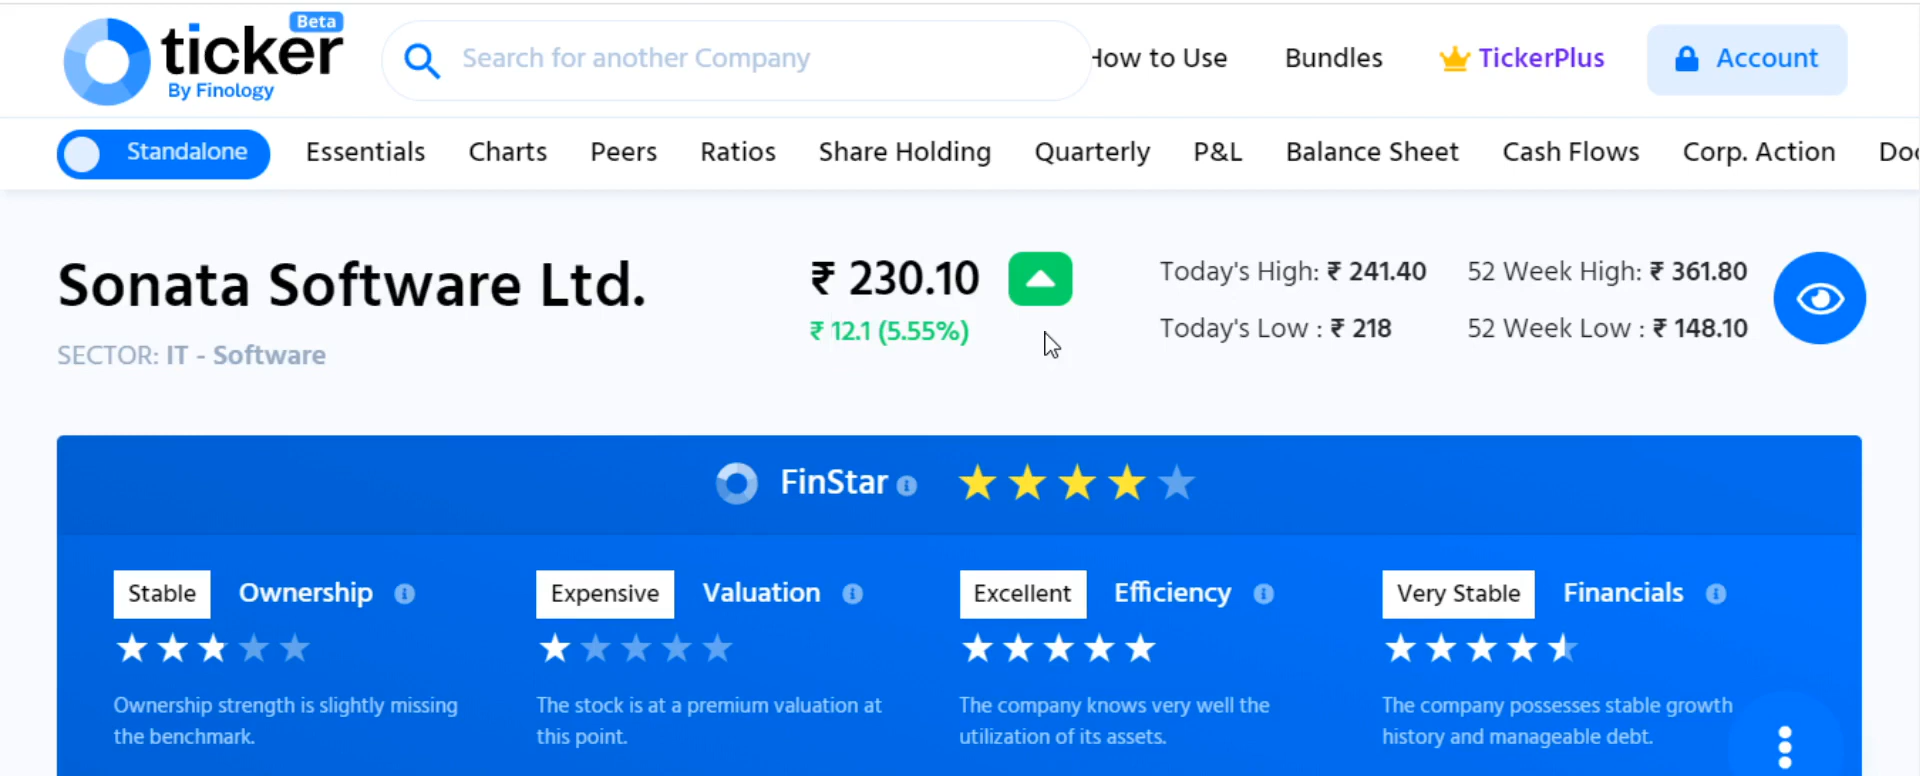 Beta
ticker
By Finology
Search for another Company
How to Use
Bundles
TickerPlus
Account
Standalone
Essentials
Charts
Peers
Ratios
Share Holding
Quarterly
P&L
Balance Sheet
Cash Flows
Corp. Action
Sonata Software Ltd.
SECTOR: IT - Software
₹ 230.10
₹ 12.1 (5.55%)
Today's High: ₹ 241.40
52 Week High: ₹ 361.80
Today's Low : ₹ 218
52 Week Low : ₹ 148.10
FinStar
Stable Ownership
Ownership strength is slightly missing
the benchmark.
Expensive Valuation
The stock is at a premium valuation at
this point.
Excellent Efficiency
The company knows very well the
utilization of its assets.
Very Stable Financials
The company possesses stable growth
history and manageable debt.